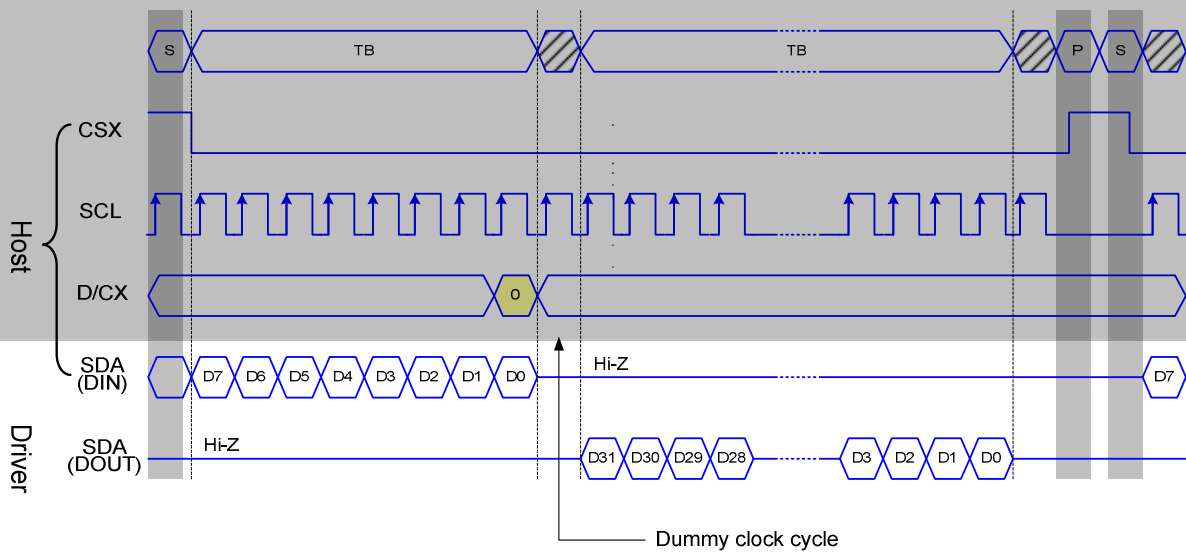 S TB TB P S
CSX
SCL
D/CX 0
Host
SDA
(DIN) D7 D6 D5 D4 D3 D2 D1 D0 Hi-Z D7
Driver
SDA
(DOUT) Hi-Z D31 D30 D29 D28 D3 D2 D1 D0
Dummy clock cycle